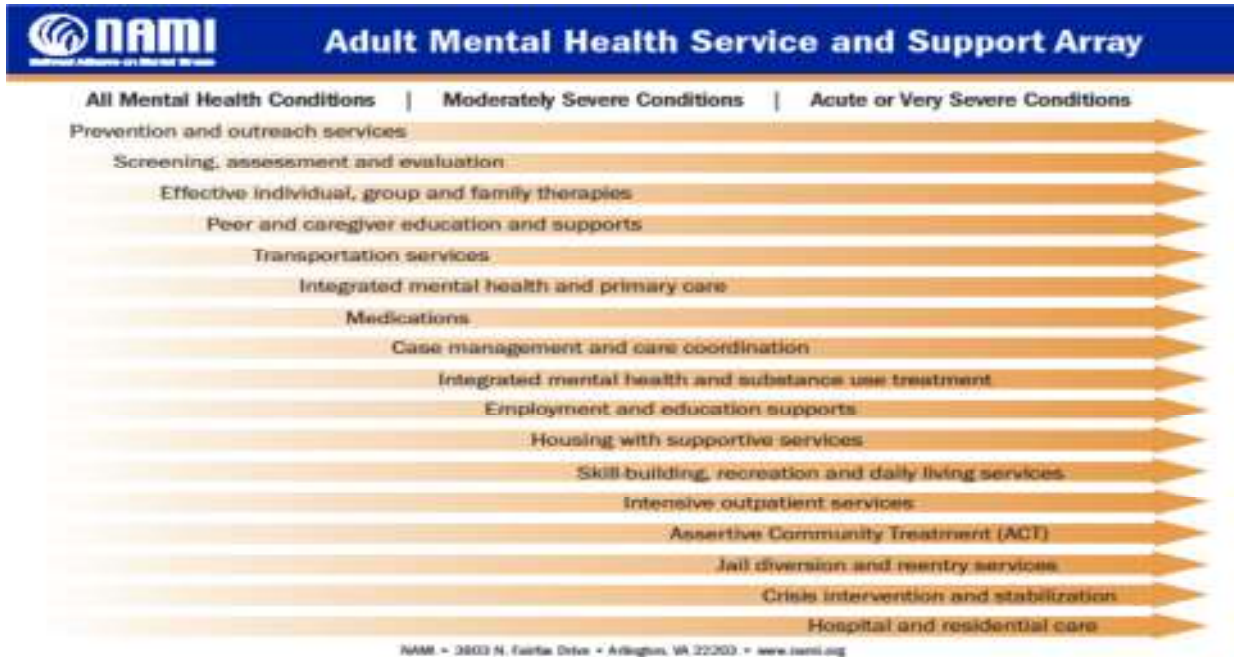 nami
National Alliance on Mental Illness
Adult Mental Health Service and Support Array
All Mental Health Conditions | Moderately Severe Conditions | Acute or Very Severe Conditions
Prevention and outreach services
Screening, assessment and evaluation
Effective individual, group and family therapies
Peer and caregiver education and supports
Transportation services
Integrated mental health and primary care
Medications
Case management and care coordination
Integrated mental health and substance use treatment
Employment and education supports
Housing with supportive services
Skill-building, recreation and daily living services
Intensive outpatient services
Assertive Community Treatment (ACT)
Jail diversion and reentry services
Crisis intervention and stabilization
Hospital and residential care
NAMI • 3803 N. Fairfax Drive • Arlington, VA 22203 • www.nami.org